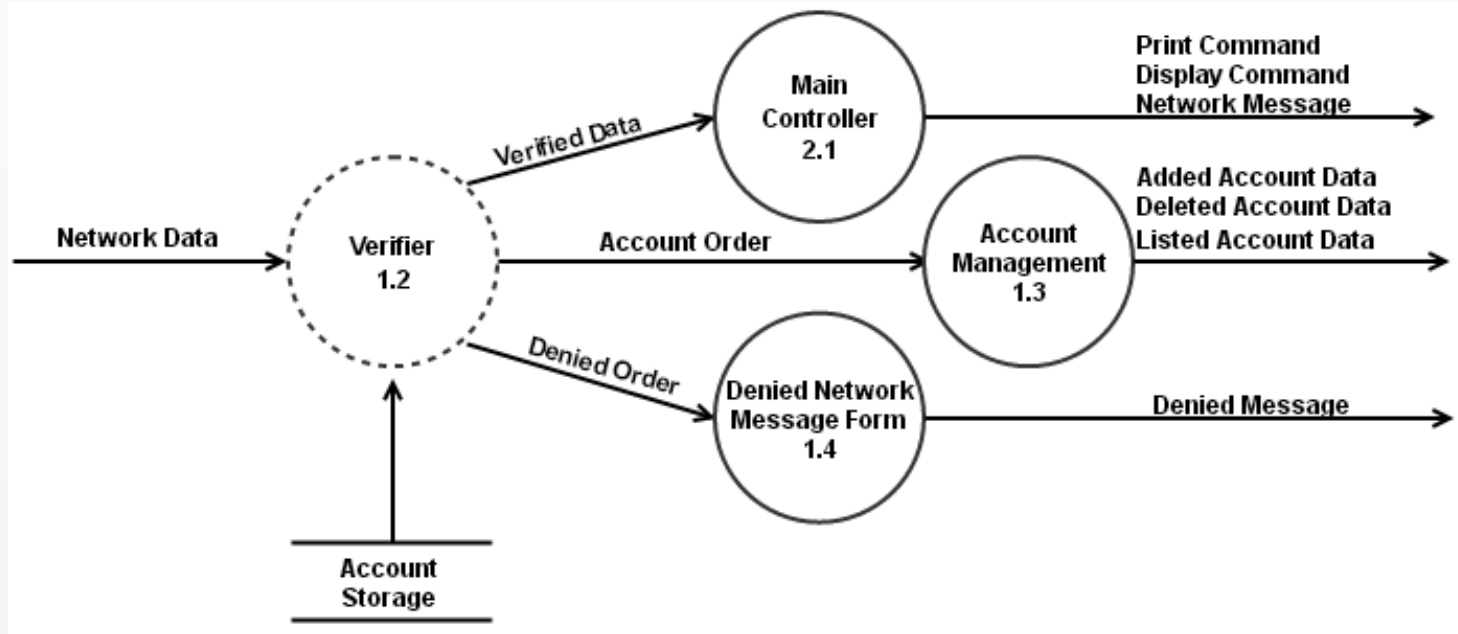 Print Command
Display Command
Network Message
Main
Controller
2.1
Verified Data
Added Account Data
Deleted Account Data
Listed Account Data
Network Data
Verifier
1.2
Account Order
Account
Management
1.3
Denied Order
Denied Network
Message Form
1.4
Denied Message
Account
Storage